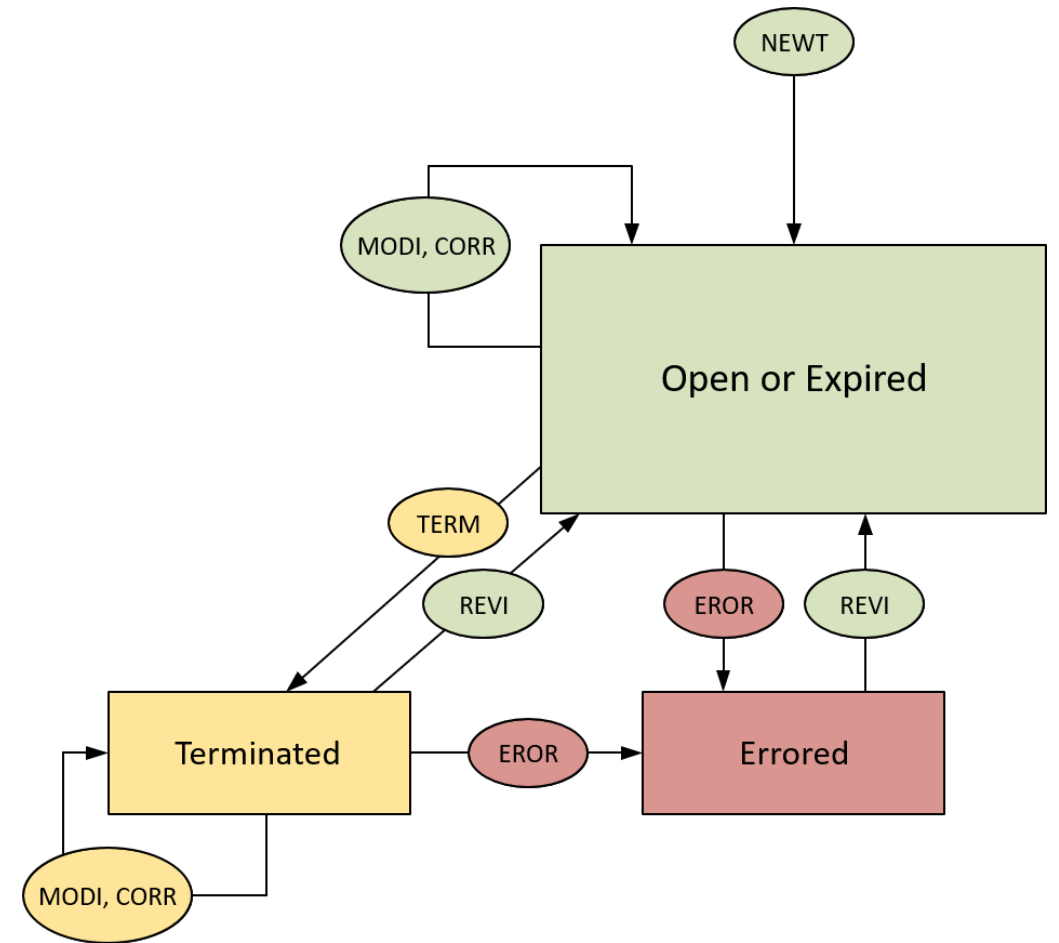 NEWT
MODI, CORR
Open or Expired
TERM
REVI
EROR
REVI
Terminated
EROR
Errored
MODI, CORR